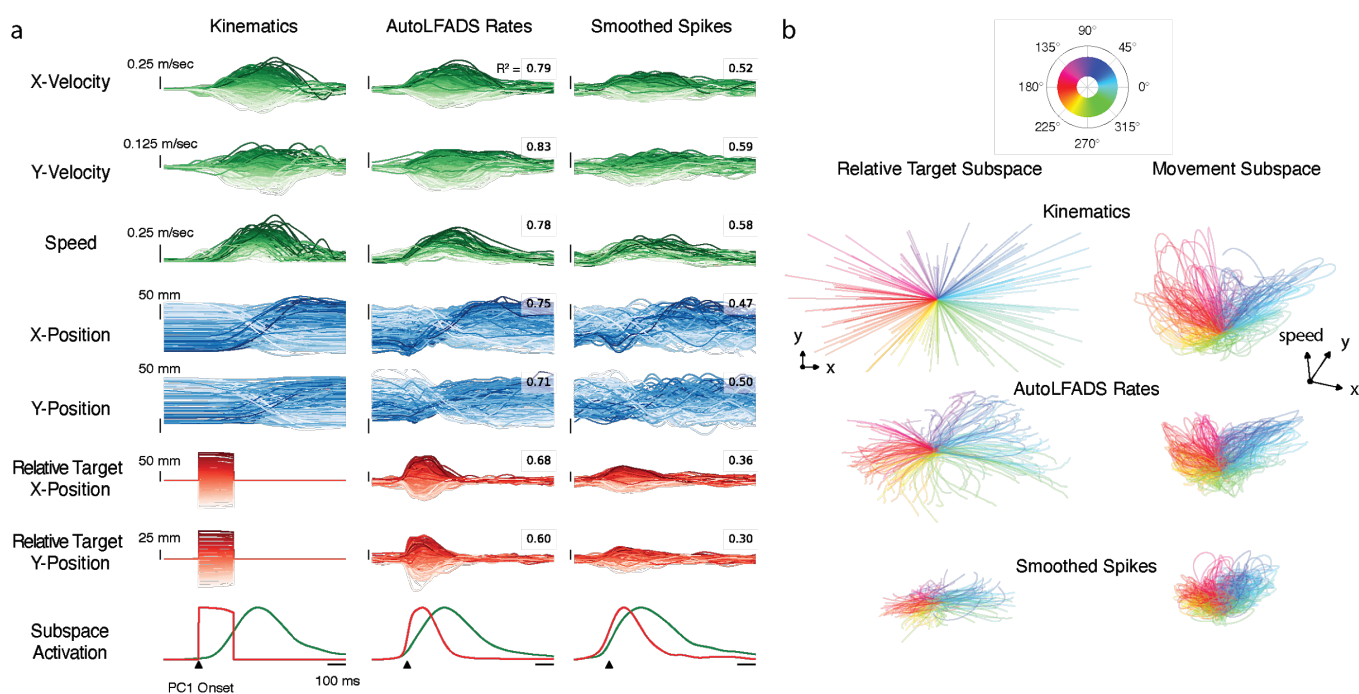 a
Kinematics
AutoLFADS Rates
Smoothed Spikes
X-Velocity
0.25 m/sec
R² = 0.79
0.52
Y-Velocity
0.125 m/sec
0.83
0.59
Speed
0.25 m/sec
0.78
0.58
X-Position
50 mm
0.75
0.47
Y-Position
50 mm
0.71
0.50
Relative Target
X-Position
50 mm
0.68
0.36
Relative Target
Y-Position
25 mm
0.60
0.30
Subspace
Activation
PC1 Onset
100 ms
b
90°
135°
45°
180°
0°
225°
315°
270°
Relative Target Subspace
Movement Subspace
Kinematics
y
x
speed
y
x
AutoLFADS Rates
Smoothed Spikes